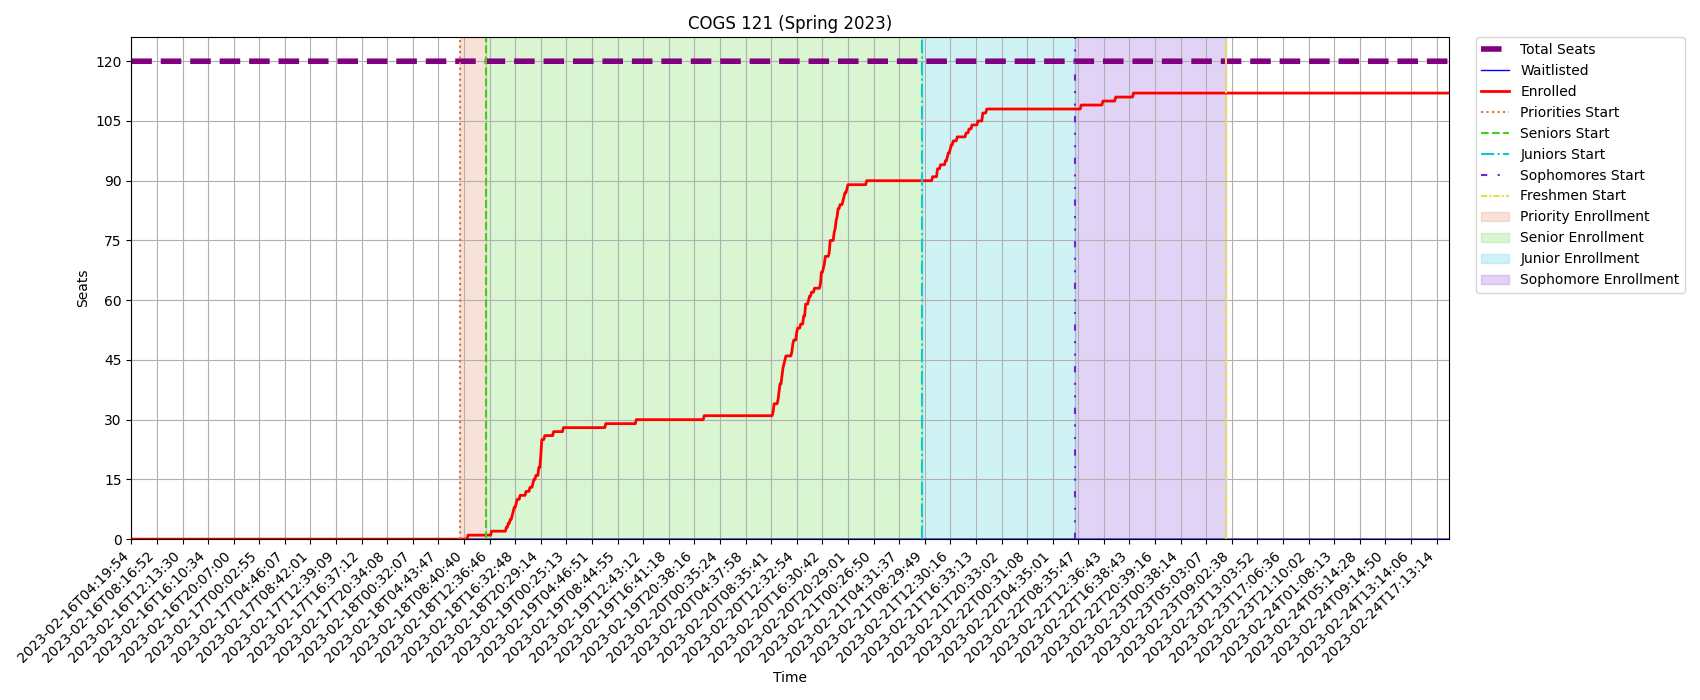 COGS 121 (Spring 2023)
Seats
120
105
90
75
60
45
30
15
0
2023-02-16T04:19:54
2023-02-16T08:16:52
2023-02-16T12:13:30
2023-02-16T16:10:34
2023-02-16T20:07:00
2023-02-17T00:02:55
2023-02-17T04:46:07
2023-02-17T08:42:01
2023-02-17T12:39:09
2023-02-17T16:37:12
2023-02-17T20:34:08
2023-02-18T00:32:07
2023-02-18T04:43:47
2023-02-18T08:40:40
2023-02-18T12:36:46
2023-02-18T16:32:48
2023-02-18T20:29:14
2023-02-19T00:25:13
2023-02-19T04:46:51
2023-02-19T08:44:55
2023-02-19T12:43:12
2023-02-19T16:41:18
2023-02-19T20:38:16
2023-02-20T00:35:24
2023-02-20T04:37:58
2023-02-20T08:35:41
2023-02-20T12:32:54
2023-02-20T16:30:42
2023-02-20T20:29:01
2023-02-21T00:26:50
2023-02-21T04:31:37
2023-02-21T08:29:49
2023-02-21T12:30:16
2023-02-21T16:33:13
2023-02-21T20:33:02
2023-02-22T00:31:08
2023-02-22T04:35:01
2023-02-22T08:35:47
2023-02-22T12:36:43
2023-02-22T16:38:43
2023-02-22T20:39:16
2023-02-23T00:38:14
2023-02-23T05:03:07
2023-02-23T09:02:38
2023-02-23T13:03:52
2023-02-23T17:06:36
2023-02-23T21:10:02
2023-02-24T01:08:13
2023-02-24T05:14:28
2023-02-24T09:14:50
2023-02-24T13:14:06
2023-02-24T17:13:14
Time
Total Seats
Waitlisted
Enrolled
Priorities Start
Seniors Start
Juniors Start
Sophomores Start
Freshmen Start
Priority Enrollment
Senior Enrollment
Junior Enrollment
Sophomore Enrollment